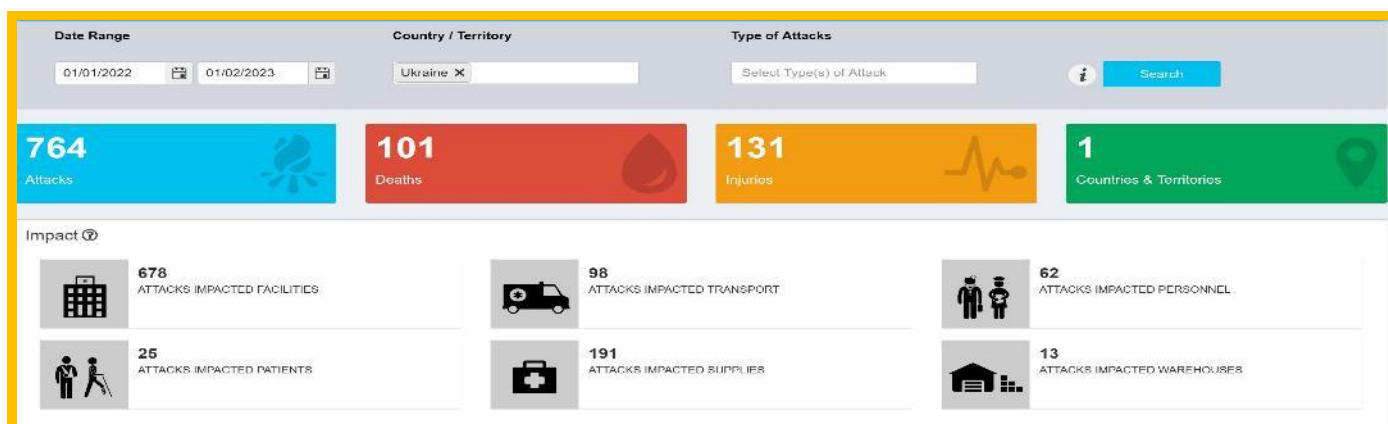 Date Range Country / Territory Type of Attacks
01/01/2022 01/02/2023 Ukraine X Select Type(s) of Attack i Search
764 101 131 1
Attacks Deaths Injuries Countries & Territories
Impact ?
678 98 62
ATTACKS IMPACTED FACILITIES ATTACKS IMPACTED TRANSPORT ATTACKS IMPACTED PERSONNEL
25 191 13
ATTACKS IMPACTED PATIENTS ATTACKS IMPACTED SUPPLIES ATTACKS IMPACTED WAREHOUSES